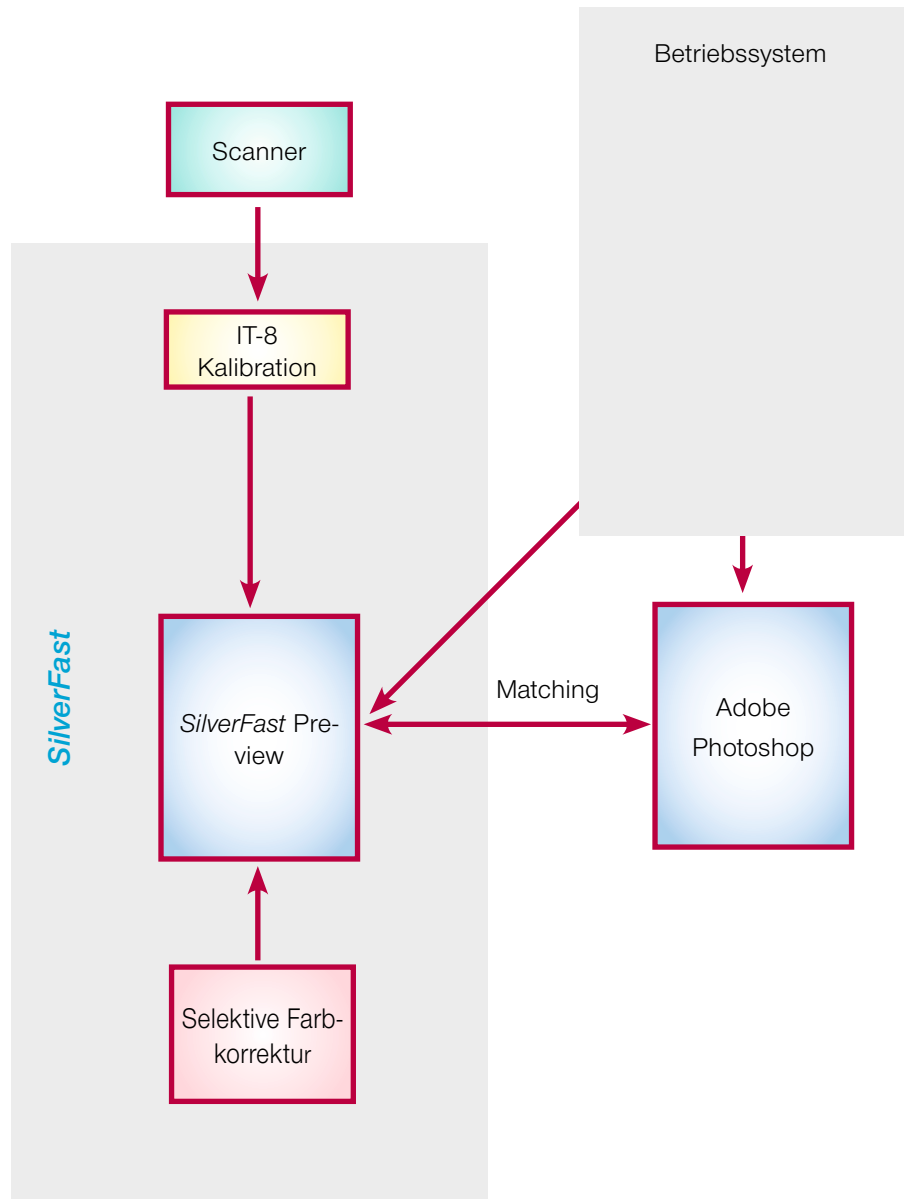 Betriebssystem
Scanner
IT-8
Kalibration
SilverFast
SilverFast Pre-
view
Matching
Adobe
Photoshop
Selektive Farb-
korrektur